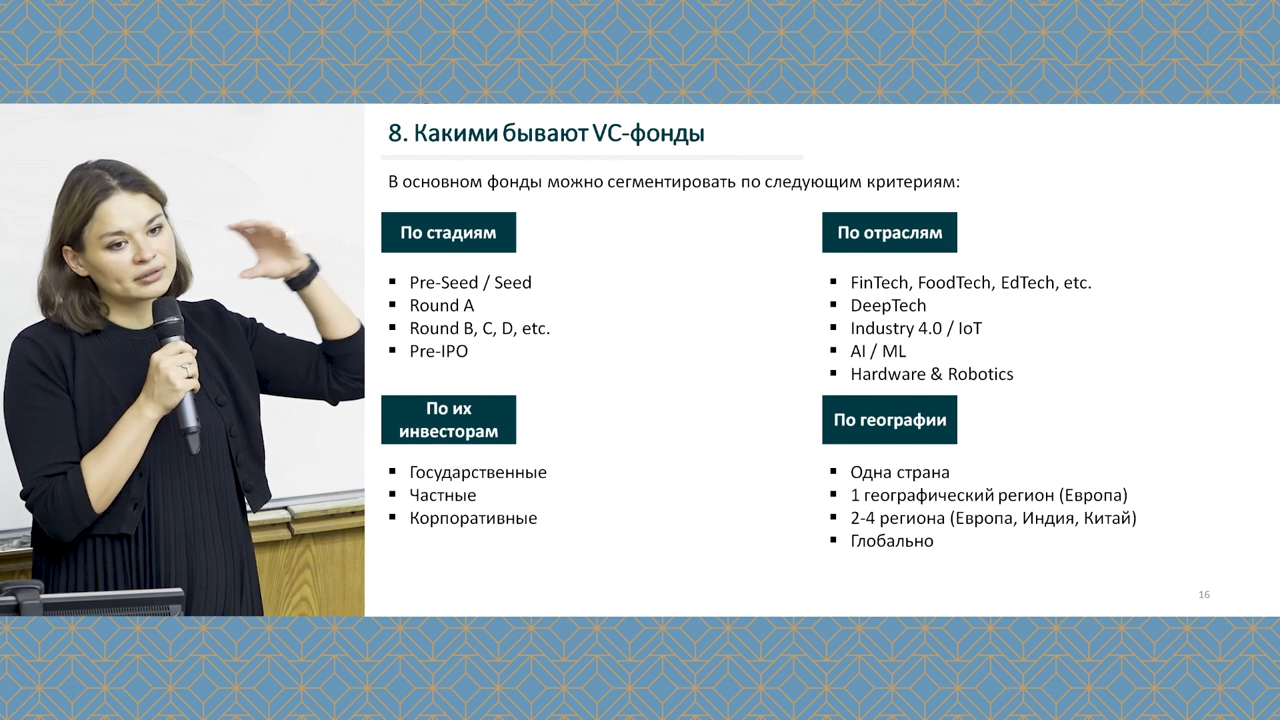 8. Какими бывают VC-фонды
В основном фонды можно сегментировать по следующим критериям:
По стадиям
▪ Pre-Seed / Seed
▪ Round A
▪ Round B, C, D, etc.
▪ Pre-IPO
По отраслям
▪ FinTech, FoodTech, EdTech, etc.
▪ DeepTech
▪ Industry 4.0 / IoT
▪ AI / ML
▪ Hardware & Robotics
По их
инвесторам
▪ Государственные
▪ Частные
▪ Корпоративные
По географии
▪ Одна страна
▪ 1 географический регион (Европа)
▪ 2-4 региона (Европа, Индия, Китай)
▪ Глобально
16